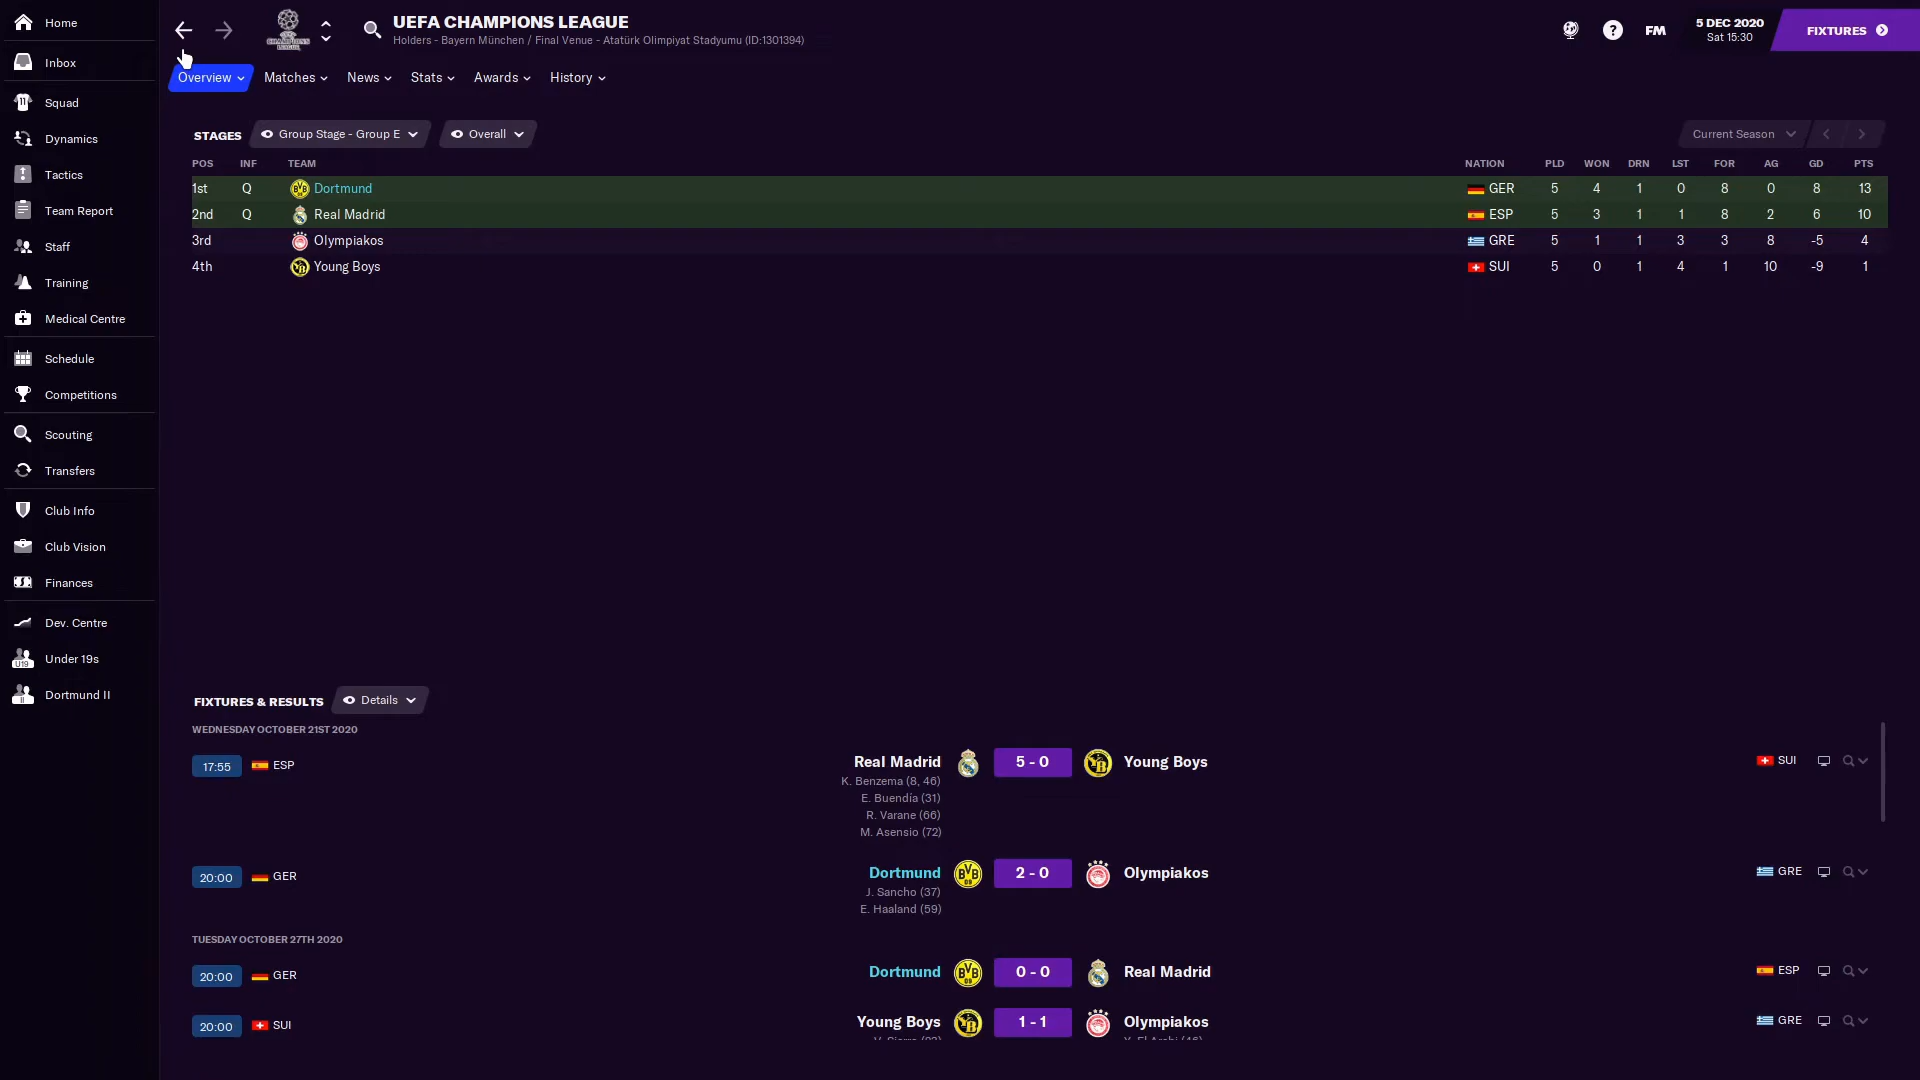 Home
Inbox
Squad
Dynamics
Tactics
Team Report
Staff
Training
Medical Centre
Schedule
Competitions
Scouting
Transfers
Club Info
Club Vision
Finances
Dev. Centre
Under 19s
Dortmund II
UEFA CHAMPIONS LEAGUE
Holders - Bayern München / Final Venue - Atatürk Olimpiyat Stadyumu (ID:1301394)
FM
5 DEC 2020
Sat 15:30
FIXTURES
Overview Matches News Stats Awards History
STAGES Group Stage - Group E Overall Current Season
POS INF TEAM NATION PLD WON DRN LST FOR AG GD PTS
1st Q Dortmund GER 5 4 1 0 8 0 8 13
2nd Q Real Madrid ESP 5 3 1 1 8 2 6 10
3rd Olympiakos GRE 5 1 1 3 3 8 -5 4
4th Young Boys SUI 5 0 1 4 1 10 -9 1
FIXTURES & RESULTS Details
WEDNESDAY OCTOBER 21ST 2020
17:55 ESP Real Madrid 5 - 0 Young Boys SUI
K. Benzema (8, 46)
E. Buendía (31)
R. Varane (66)
M. Asensio (72)
20:00 GER Dortmund 2 - 0 Olympiakos GRE
J. Sancho (37)
E. Haaland (59)
TUESDAY OCTOBER 27TH 2020
20:00 GER Dortmund 0 - 0 Real Madrid ESP
20:00 SUI Young Boys 1 - 1 Olympiakos GRE